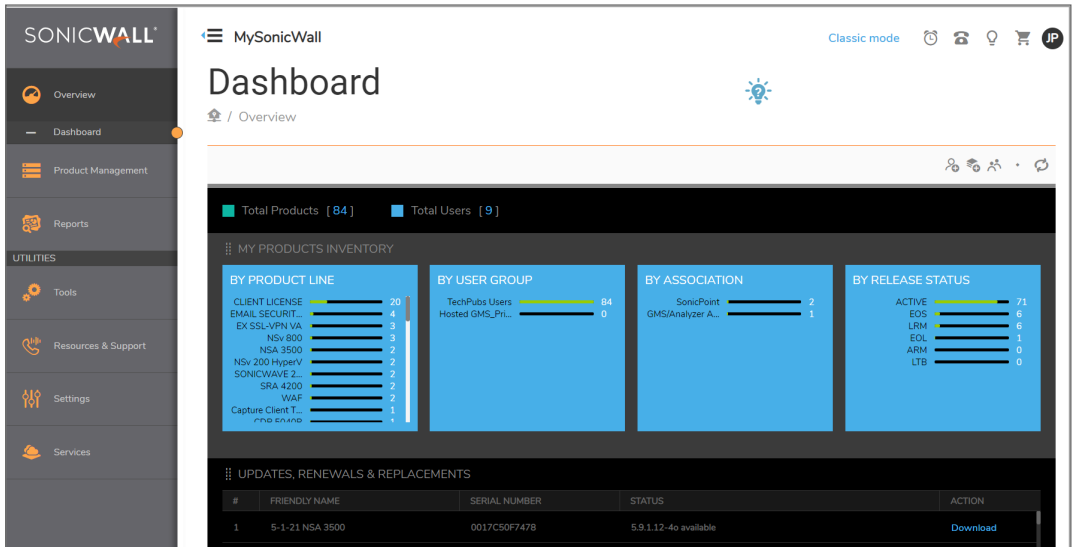 SONICWALL
MySonicWall
Classic mode
JP
Dashboard
/ Overview
Overview
Dashboard
Product Management
Reports
UTILITIES
Tools
Resources & Support
Settings
Services
Total Products [ 84 ] Total Users [ 9 ]
MY PRODUCTS INVENTORY
BY PRODUCT LINE
CLIENT LICENSE 20
EMAIL SECURIT... 4
EX SSL-VPN VA 3
NSv 800 3
NSA 3500 2
NSv 200 HyperV 2
SONICWAVE 2... 2
SRA 4200 2
WAF 2
Capture Client T... 1
CDP 5040B 1
BY USER GROUP
TechPubs Users 84
Hosted GMS_Pri... 0
BY ASSOCIATION
SonicPoint 2
GMS/Analyzer A... 1
BY RELEASE STATUS
ACTIVE 71
EOS 6
LRM 6
EOL 1
ARM 0
LTB 0
UPDATES, RENEWALS & REPLACEMENTS
# FRIENDLY NAME SERIAL NUMBER STATUS ACTION
1 5-1-21 NSA 3500 0017C50F7478 5.9.1.12-4o available Download